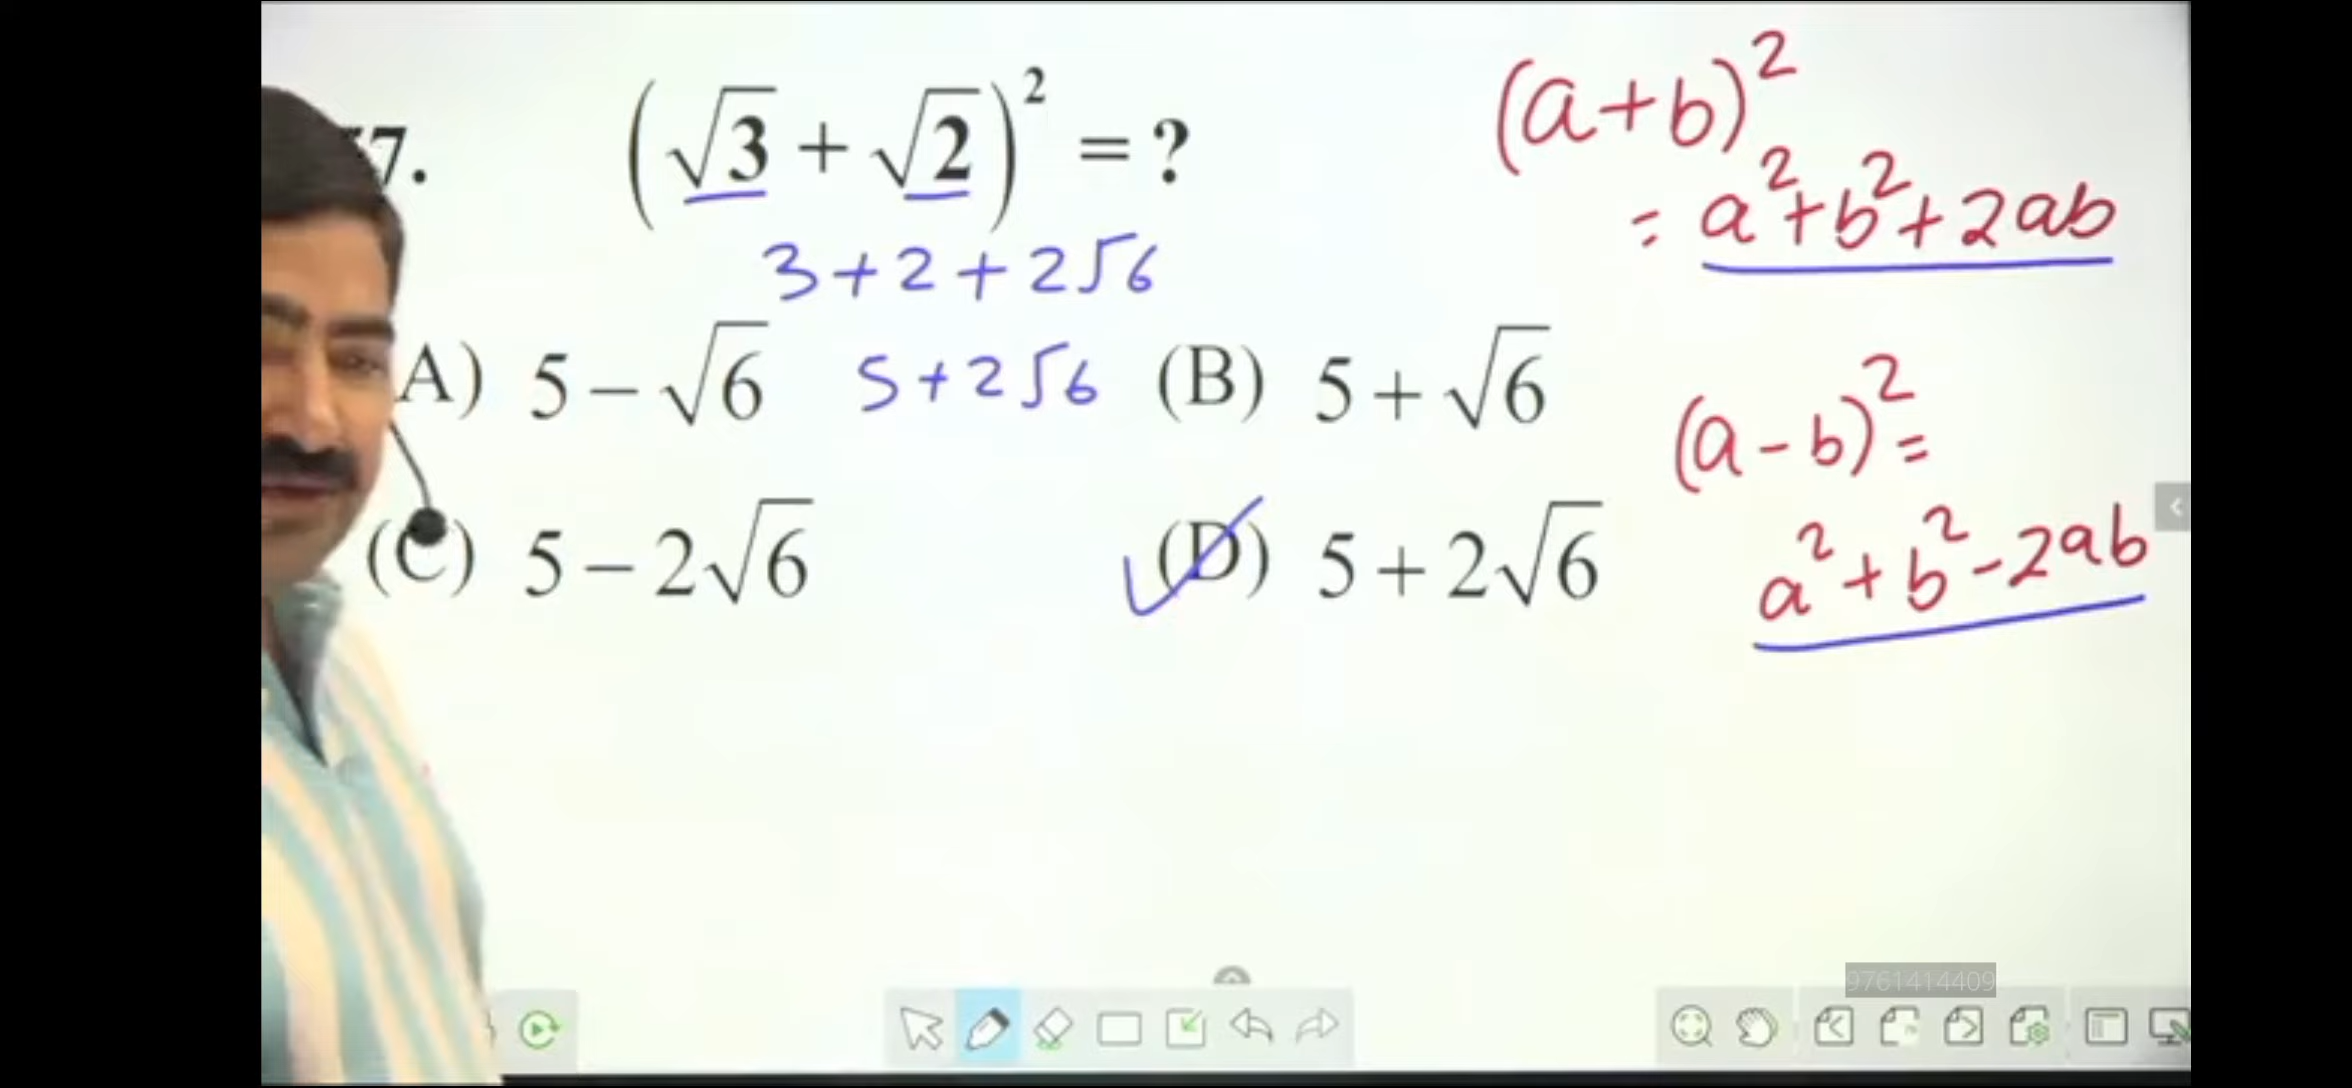 7. (√3 + √2)² = ?
3+2+2√6
(a+b)²
= a²+b²+2ab
A) 5 − √6
5+2√6
(B) 5 + √6
(a-b)²=
a²+b²-2ab
(C) 5 − 2√6
(D) 5 + 2√6
9761414409